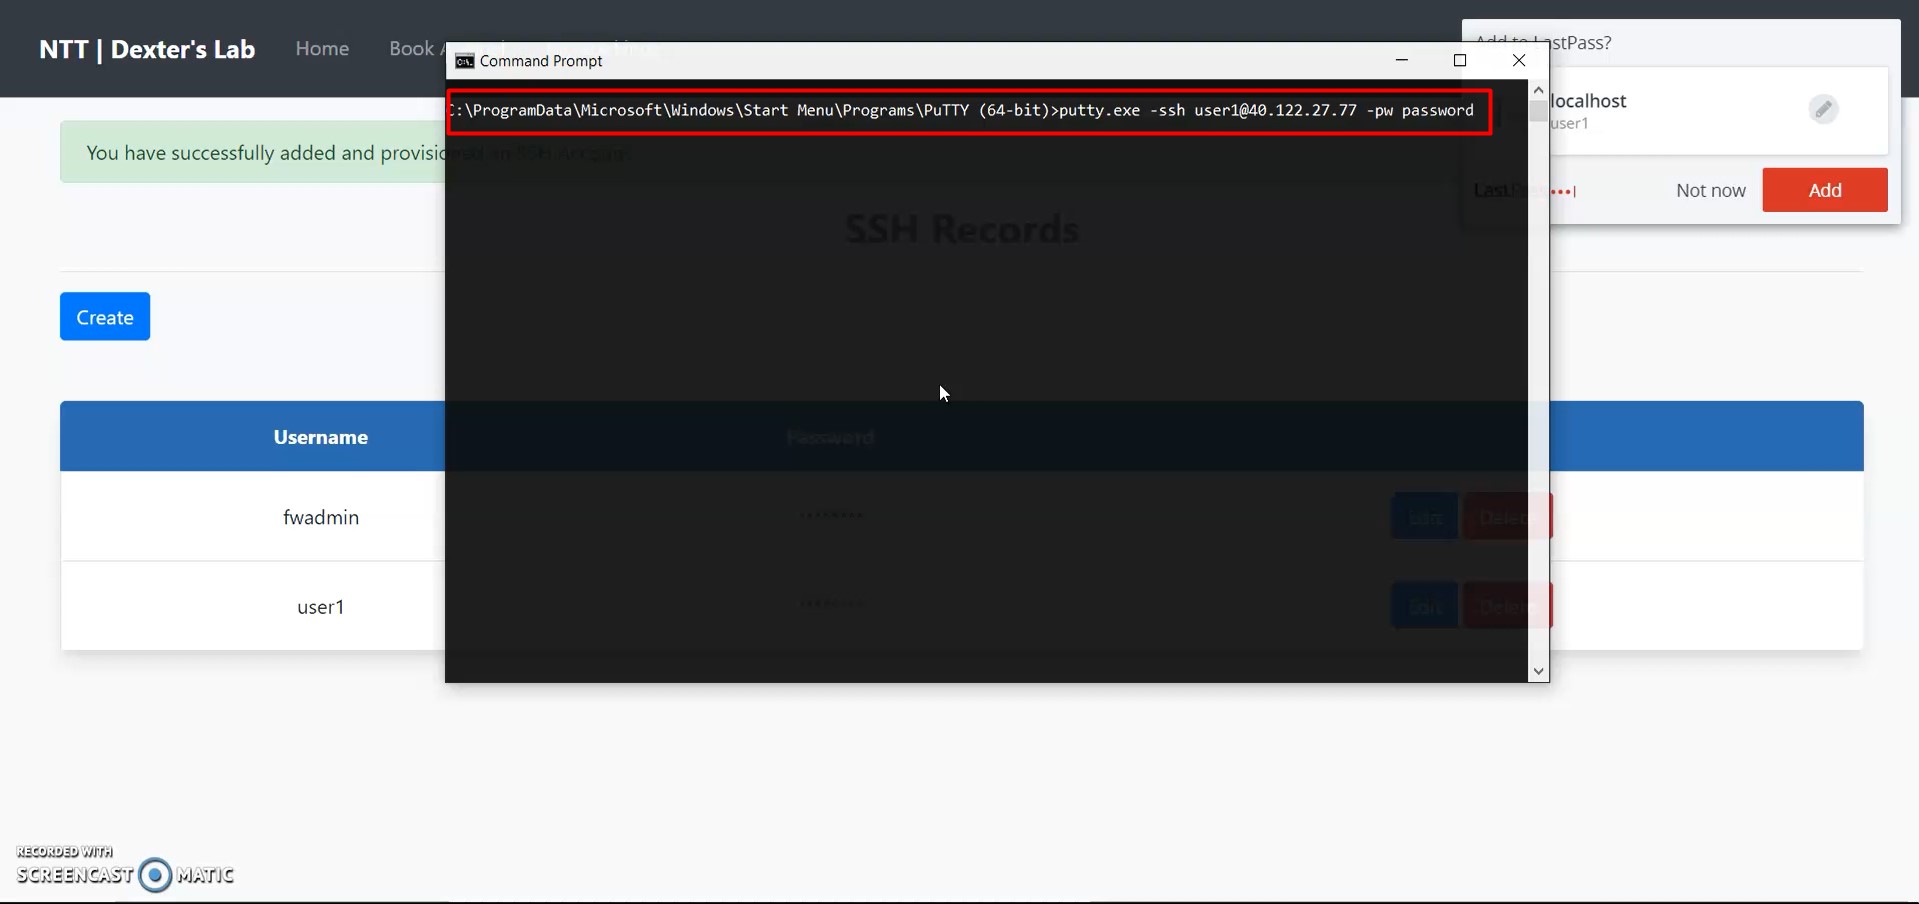 NTT | Dexter's Lab
Home
Book A
Add to LastPass?
Command Prompt
localhost
user1
C:\ProgramData\Microsoft\Windows\Start Menu\Programs\PuTTY (64-bit)>putty.exe -ssh user1@40.122.27.77 -pw password
You have successfully added and provisioned an SSH Account
LastPass•••|
Not now
Add
SSH Records
Create
Username
Password
fwadmin
Edit
Delete
user1
Edit
Delete
RECORDED WITH
SCREENCAST MATIC